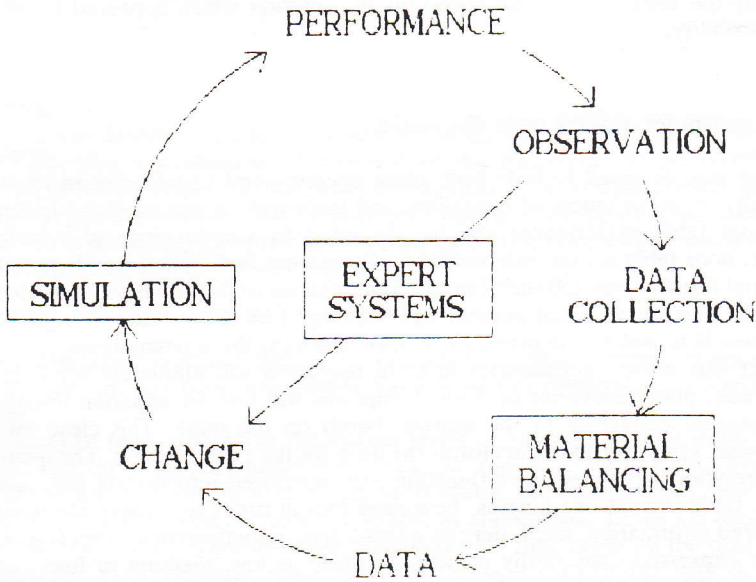 PERFORMANCE
OBSERVATION
EXPERT
SYSTEMS
SIMULATION
DATA
COLLECTION
CHANGE
MATERIAL
BALANCING
DATA